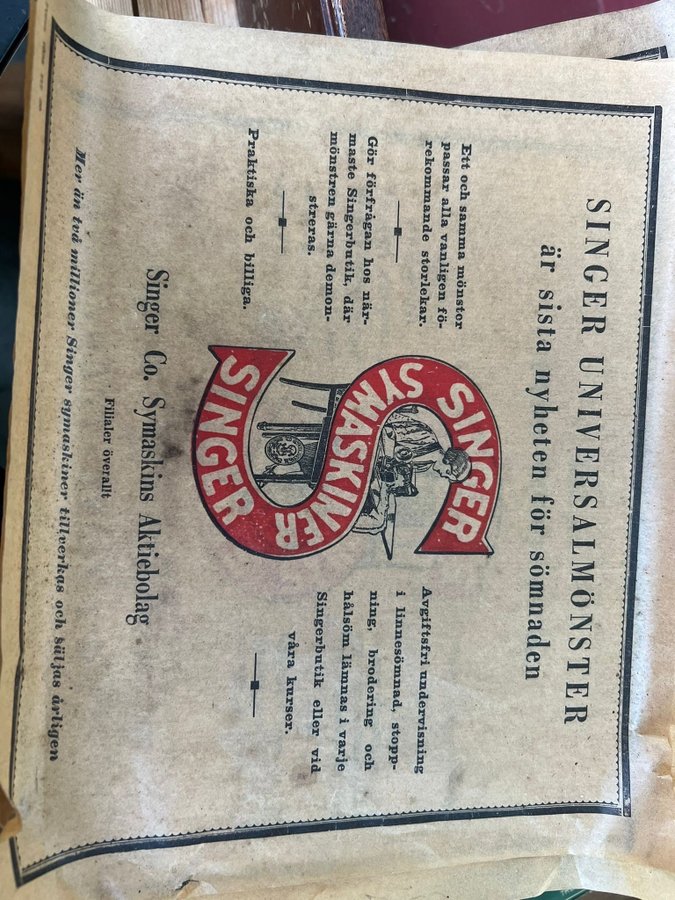 SINGER UNIVERSALMÖNSTER
är sista nyheten för sömnaden
Ett och samma mönster
passar alla vanligen fö-
rekommande storlekar.
Gör förfrågan hos när-
maste Singerbutik, där
mönstren gärna demon-
streras.
Praktiska och billiga.
SINGER
SYMASKINER
SINGER
Avgiftsfri undervisning
i linnesömnad, stopp-
ning, brodering och
hålsöm lämnas i varje
Singerbutik eller vid
våra kurser.
Singer Co. Symaskins Aktiebolag
Filialer överallt
Mer än två millioner Singer symaskiner tillverkas och säljas årligen